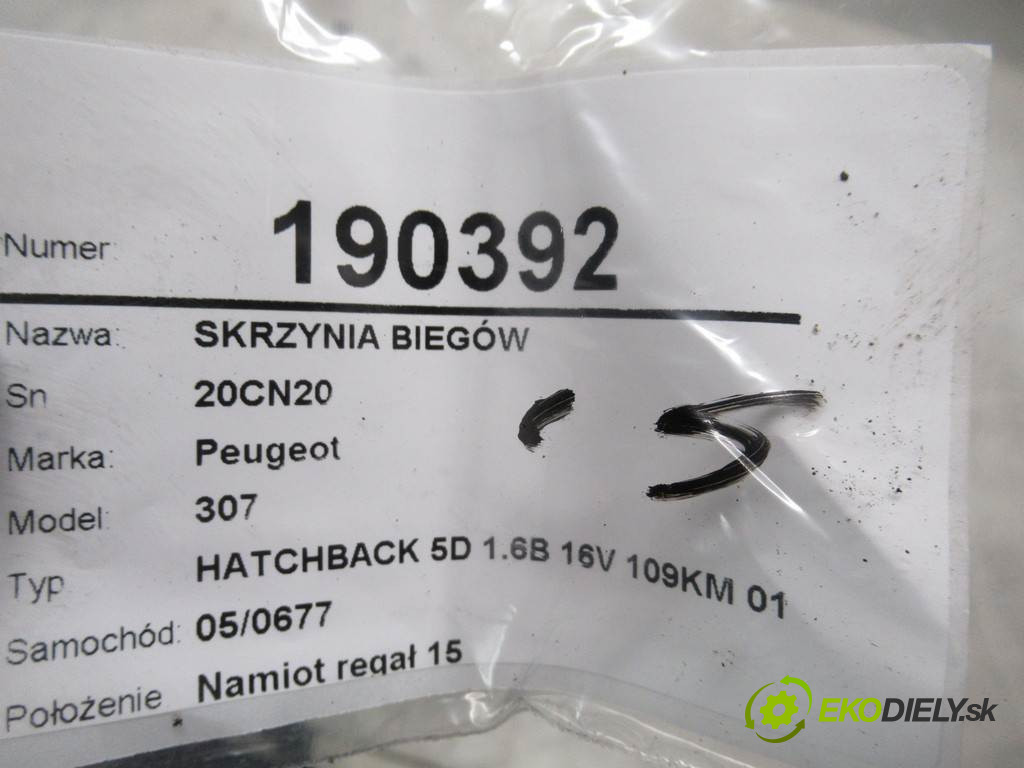 Numer: 190392
Nazwa: SKRZYNIA BIEGÓW
Sn 20CN20
Marka: Peugeot
Model: 307
Typ HATCHBACK 5D 1.6B 16V 109KM 01
Samochód: 05/0677
Położenie Namiot regał 15
EKODIELY.sk